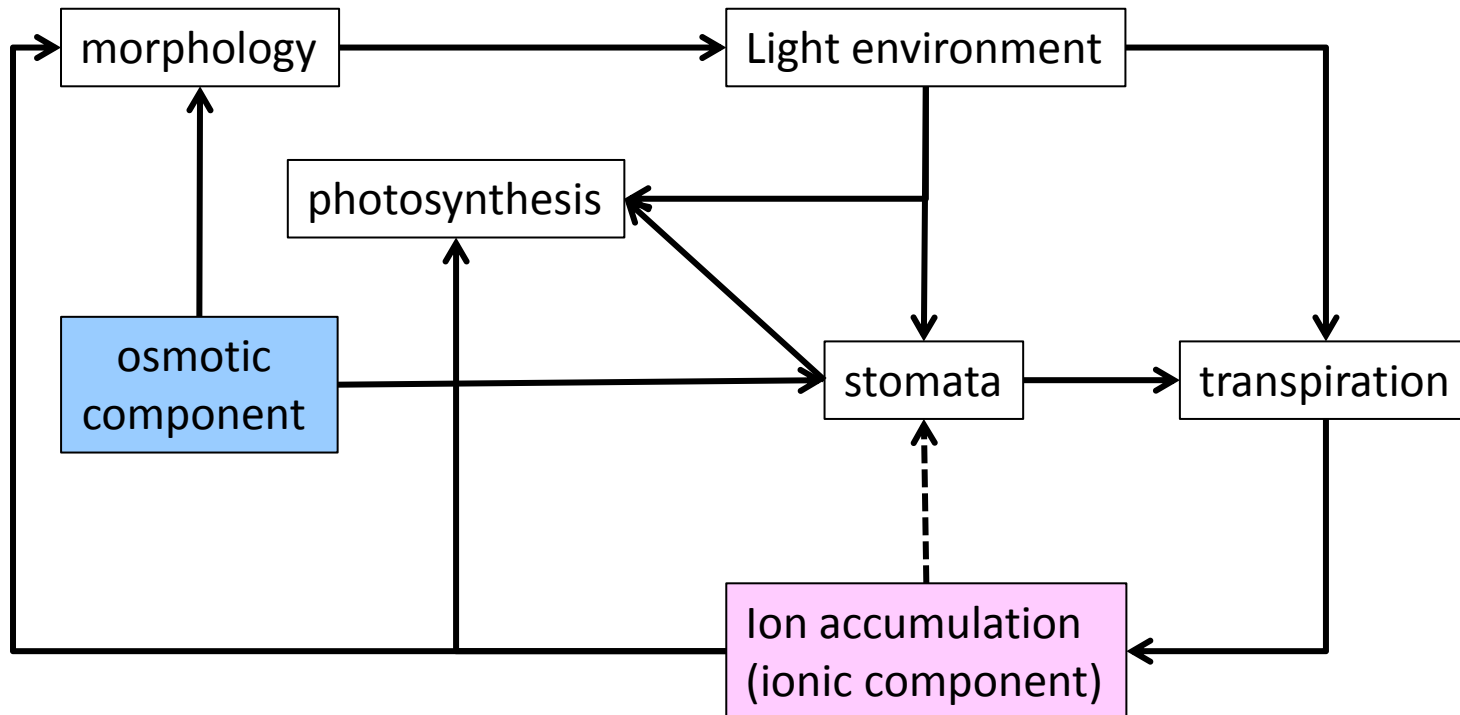 morphology
Light environment
photosynthesis
osmotic
component
stomata
transpiration
Ion accumulation
(ionic component)